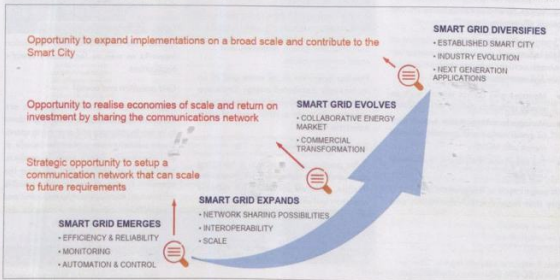 SMART GRID DIVERSIFIES
• ESTABLISHED SMART CITY
• INDUSTRY EVOLUTION
• NEXT GENERATION
APPLICATIONS
Opportunity to expand implementations on a broad scale and contribute to the
Smart City
Opportunity to realise economies of scale and return on
investment by sharing the communications network
SMART GRID EVOLVES
• COLLABORATIVE ENERGY
MARKET
• COMMERCIAL
TRANSFORMATION
Strategic opportunity to setup a
communication network that can scale
to future requirements
SMART GRID EXPANDS
• NETWORK SHARING POSSIBILITIES
• INTEROPERABILITY
• SCALE
SMART GRID EMERGES
• EFFICIENCY & RELIABILITY
• MONITORING
• AUTOMATION & CONTROL